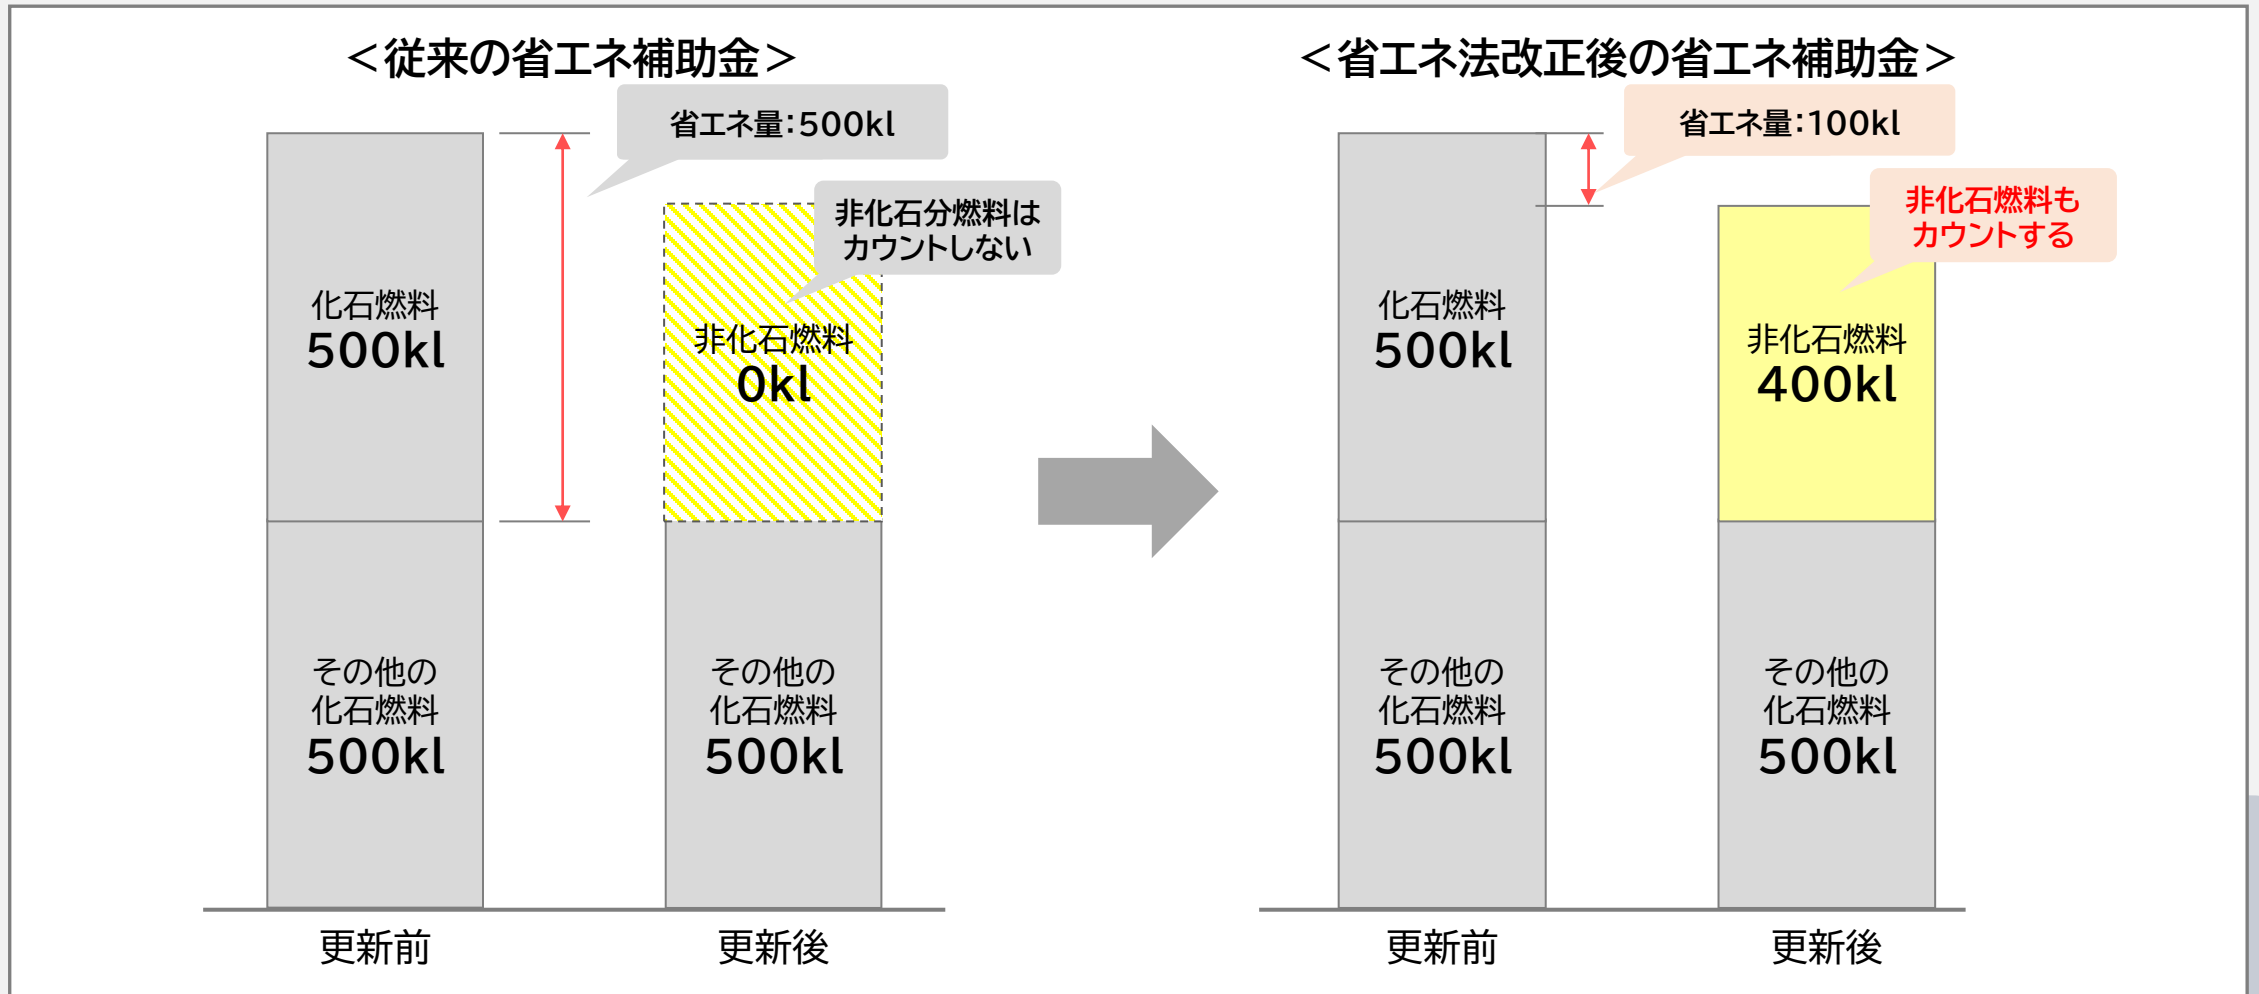 ＜従来の省エネ補助金＞
省エネ量：500kl
非化石分燃料は
カウントしない
化石燃料
500kl
非化石燃料
0kl
その他の
化石燃料
500kl
その他の
化石燃料
500kl
更新前
更新後
＜省エネ法改正後の省エネ補助金＞
省エネ量：100kl
非化石燃料も
カウントする
化石燃料
500kl
非化石燃料
400kl
その他の
化石燃料
500kl
その他の
化石燃料
500kl
更新前
更新後